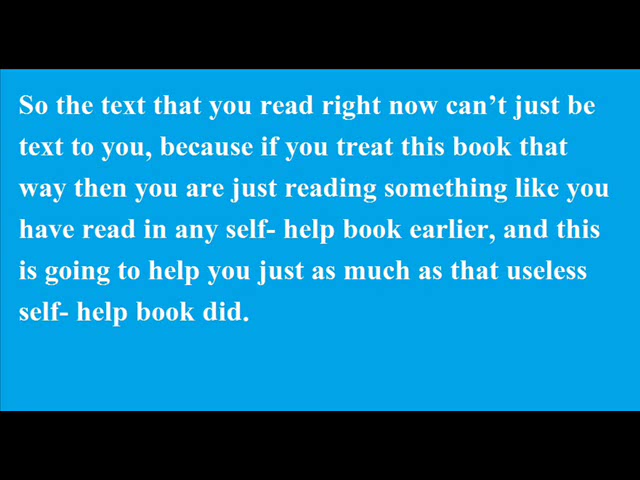 So the text that you read right now can’t just be
text to you, because if you treat this book that
way then you are just reading something like you
have read in any self- help book earlier, and this
is going to help you just as much as that useless
self- help book did.